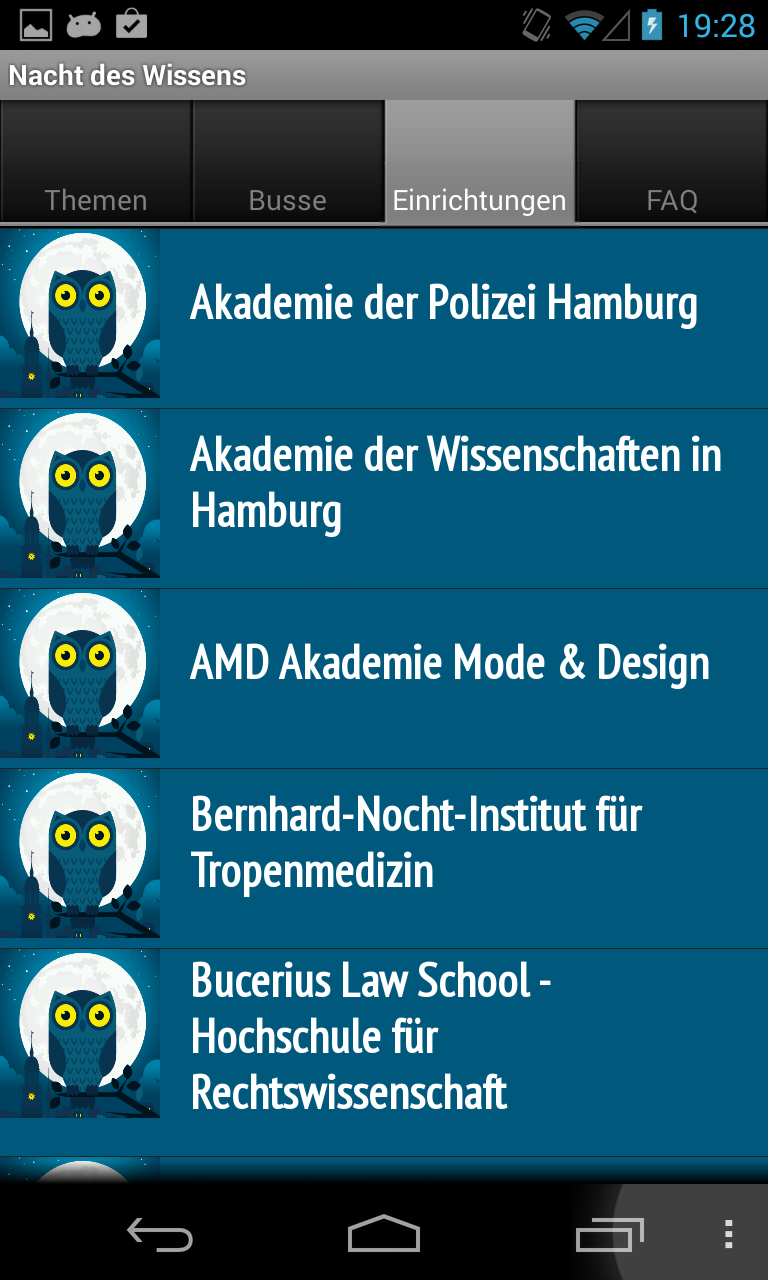 19:28
Nacht des Wissens
Themen
Busse
Einrichtungen
FAQ
Akademie der Polizei Hamburg
Akademie der Wissenschaften in
Hamburg
AMD Akademie Mode & Design
Bernhard-Nocht-Institut für
Tropenmedizin
Bucerius Law School -
Hochschule für
Rechtswissenschaft